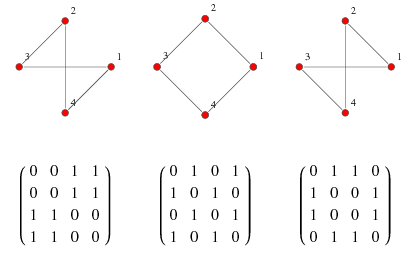 2 2 2
3 1 3 1 3 1
4 4 4
0 0 1 1 0 1 0 1 0 1 1 0
0 0 1 1 1 0 1 0 1 0 0 1
1 1 0 0 0 1 0 1 1 0 0 1
1 1 0 0 1 0 1 0 0 1 1 0